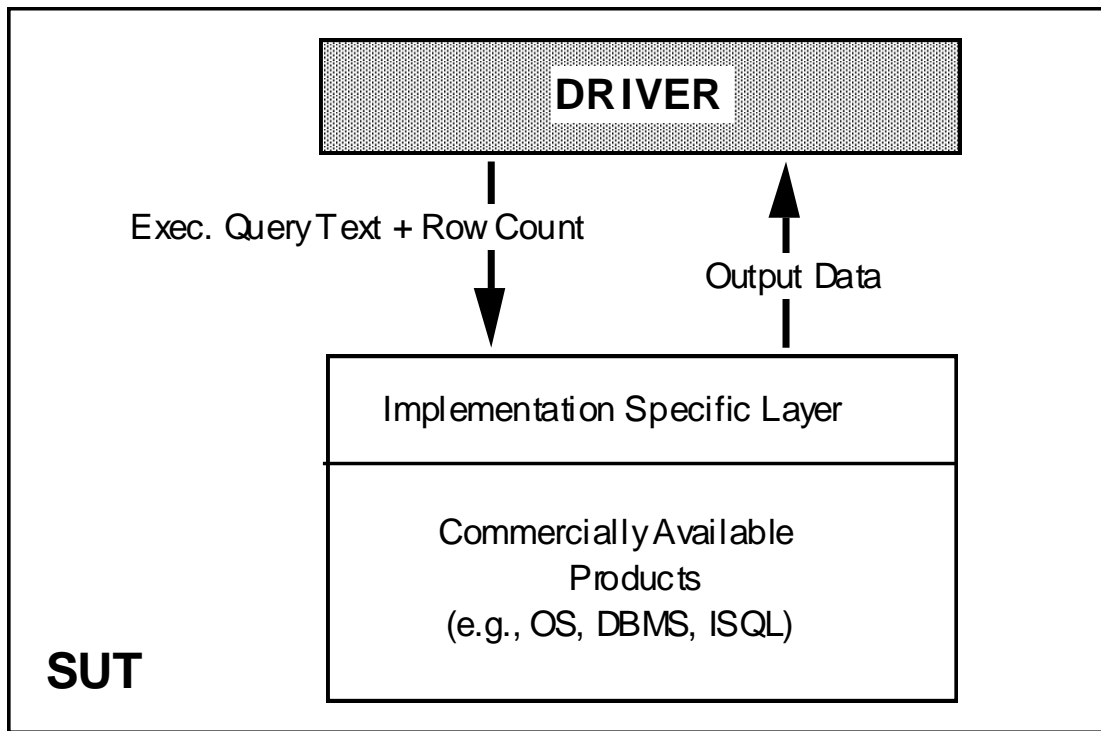 DRIVER
Exec. Query Text + Row Count
Output Data
Implementation Specific Layer
Commercially Available
Products
(e.g., OS, DBMS, ISQL)
SUT